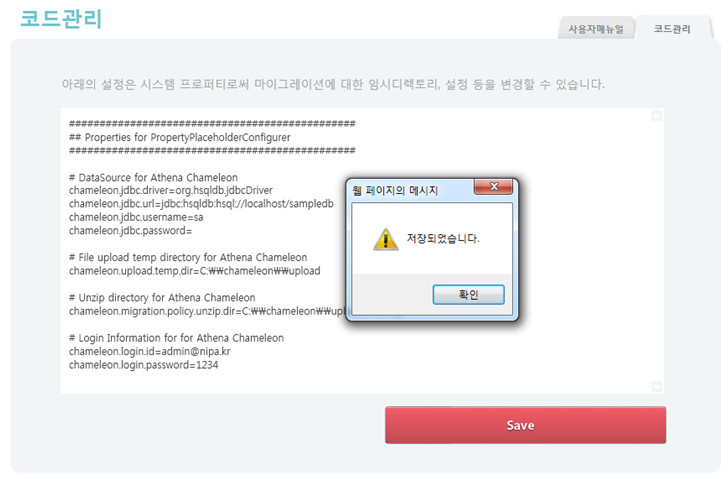 코드관리
사용자매뉴얼
코드관리
아래의 설정은 시스템 프로퍼티로써 마이그레이션에 대한 임시디렉토리, 설정 등을 변경할 수 있습니다.
################################################
## Properties for PropertyPlaceholderConfigurer
################################################
# DataSource for Athena Chameleon
chameleon.jdbc.driver=org.hsqldb.jdbcDriver
chameleon.jdbc.url=jdbc:hsqldb:hsql://localhost/sampledb
chameleon.jdbc.username=sa
chameleon.jdbc.password=
# File upload temp directory for Athena Chameleon
chameleon.upload.temp.dir=C:₩₩chameleon₩₩upload
# Unzip directory for Athena Chameleon
chameleon.migration.policy.unzip.dir=C:₩₩chameleon₩₩upl
# Login Information for for Athena Chameleon
chameleon.login.id=admin@nipa.kr
chameleon.login.password=1234
웹 페이지의 메시지
저장되었습니다.
확인
Save